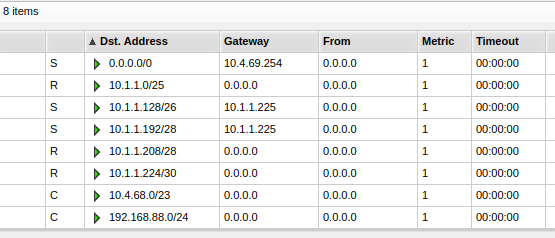 8 items
Dst. Address Gateway From Metric Timeout
S 0.0.0.0/0 10.4.69.254 0.0.0.0 1 00:00:00
R 10.1.1.0/25 0.0.0.0 0.0.0.0 1 00:00:00
S 10.1.1.128/26 10.1.1.225 0.0.0.0 1 00:00:00
S 10.1.1.192/28 10.1.1.225 0.0.0.0 1 00:00:00
R 10.1.1.208/28 0.0.0.0 0.0.0.0 1 00:00:00
R 10.1.1.224/30 0.0.0.0 0.0.0.0 1 00:00:00
C 10.4.68.0/23 0.0.0.0 0.0.0.0 1 00:00:00
C 192.168.88.0/24 0.0.0.0 0.0.0.0 1 00:00:00